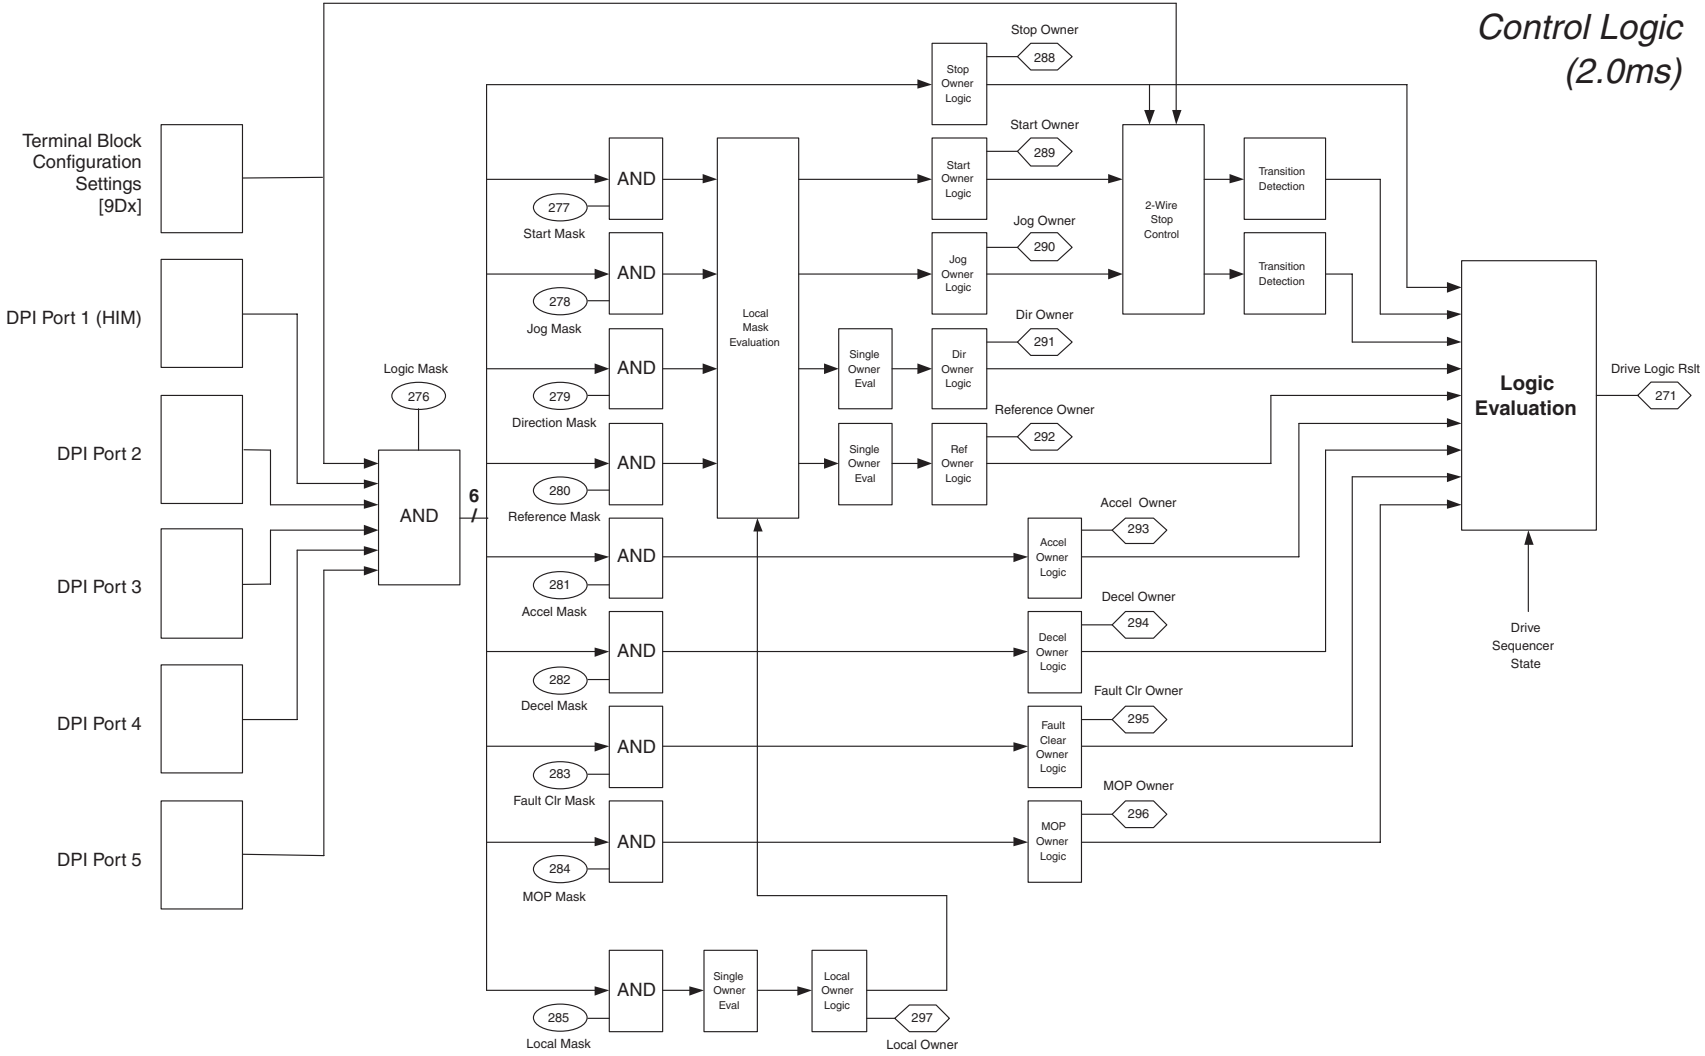 Control Logic
(2.0ms)
Terminal Block
Configuration
Settings
[9Dx]
DPI Port 1 (HIM)
DPI Port 2
DPI Port 3
DPI Port 4
DPI Port 5
Logic Mask
276
AND
6
/
Stop Owner
288
Stop
Owner
Logic
AND
277
Start Mask
Start Owner
289
Start
Owner
Logic
AND
278
Jog Mask
Jog Owner
290
Jog
Owner
Logic
AND
279
Direction Mask
Single
Owner
Eval
Dir Owner
291
Dir
Owner
Logic
AND
280
Reference Mask
Single
Owner
Eval
Reference Owner
292
Ref
Owner
Logic
Local
Mask
Evaluation
2-Wire
Stop
Control
Transition
Detection
Transition
Detection
AND
281
Accel Mask
Accel Owner
293
Accel
Owner
Logic
AND
282
Decel Mask
Decel Owner
294
Decel
Owner
Logic
AND
283
Fault Clr Mask
Fault Clr Owner
295
Fault
Clear
Owner
Logic
AND
284
MOP Mask
MOP Owner
296
MOP
Owner
Logic
AND
285
Local Mask
Single
Owner
Eval
Local
Owner
Logic
297
Local Owner
Logic
Evaluation
Drive Logic Rslt
271
Drive
Sequencer
State